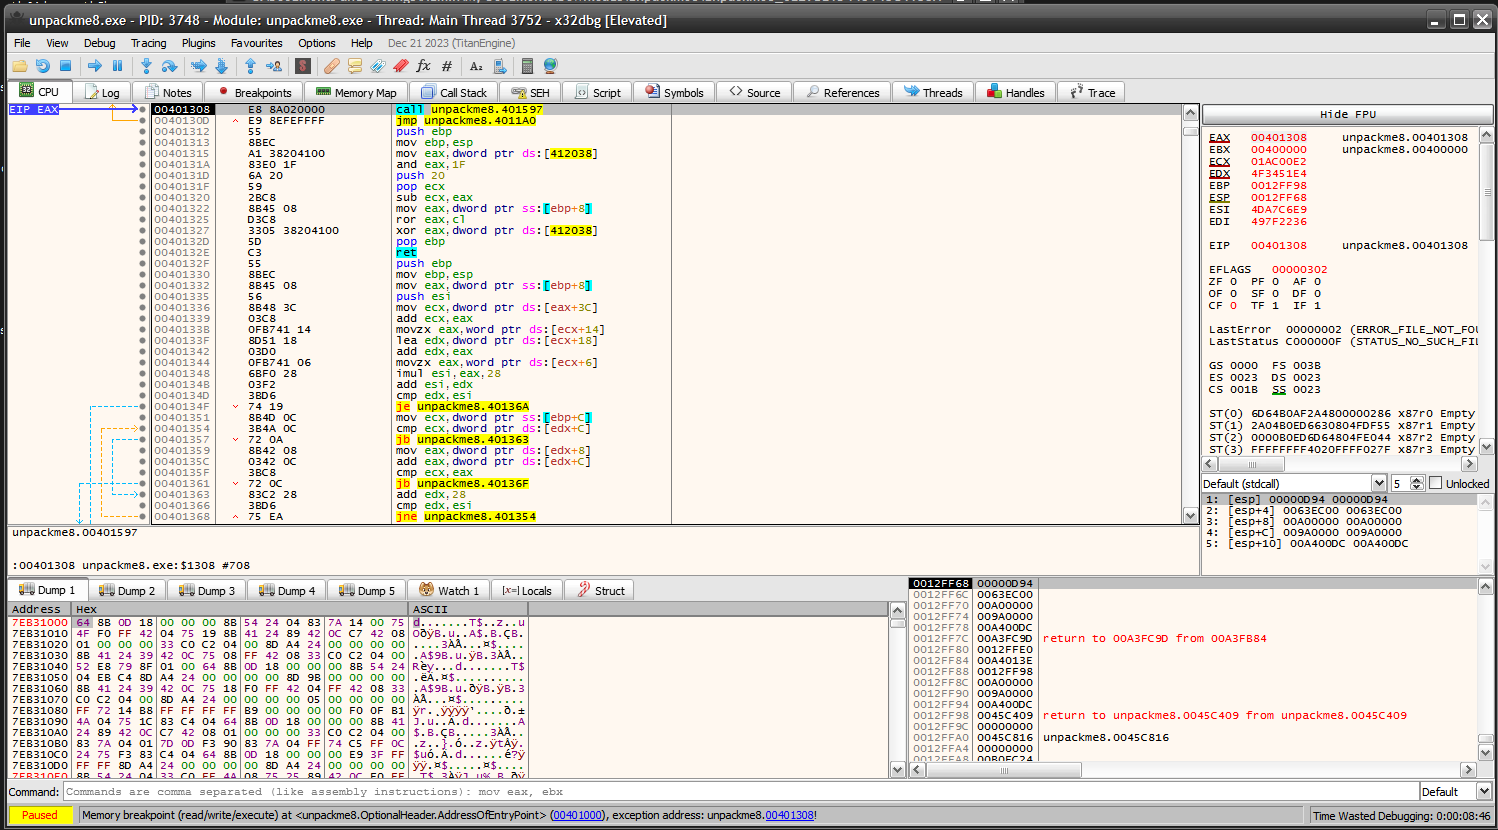 unpackme8.exe - PID: 3748 - Module: unpackme8.exe - Thread: Main Thread 3752 - x32dbg [Elevated]
File View Debug Tracing Plugins Favourites Options Help Dec 21 2023 (TitanEngine)
CPU Log Notes Breakpoints Memory Map Call Stack SEH Script Symbols Source References Threads Handles Trace
EIP EAX
00401308 E8 8A020000 call unpackme8.401597
0040130D E9 8EFEFFFF jmp unpackme8.4011A0
00401312 55 push ebp
00401313 8BEC mov ebp,esp
00401315 A1 38204100 mov eax,dword ptr ds:[412038]
0040131A 83E0 1F and eax,1F
0040131D 6A 20 push 20
0040131F 59 pop ecx
00401320 2BC8 sub ecx,eax
00401322 8B45 08 mov eax,dword ptr ss:[ebp+8]
00401325 D3C8 ror eax,cl
00401327 3305 38204100 xor eax,dword ptr ds:[412038]
0040132D 5D pop ebp
0040132E C3 ret
0040132F 55 push ebp
00401330 8BEC mov ebp,esp
00401332 8B45 08 mov eax,dword ptr ss:[ebp+8]
00401335 56 push esi
00401336 8B48 3C mov ecx,dword ptr ds:[eax+3C]
00401339 03C8 add ecx,eax
0040133B 0FB741 14 movzx eax,word ptr ds:[ecx+14]
0040133F 8D51 18 lea edx,dword ptr ds:[ecx+18]
00401342 03D0 add edx,eax
00401344 0FB741 06 movzx eax,word ptr ds:[ecx+6]
00401348 6BF0 28 imul esi,eax,28
0040134B 03F2 add esi,edx
0040134D 3BD6 cmp edx,esi
0040134F 74 19 je unpackme8.40136A
00401351 8B4D 0C mov ecx,dword ptr ss:[ebp+C]
00401354 3B4A 0C cmp ecx,dword ptr ds:[edx+C]
00401357 72 0A jb unpackme8.401363
00401359 8B42 08 mov eax,dword ptr ds:[edx+8]
0040135C 0342 0C add eax,dword ptr ds:[edx+C]
0040135F 3BC8 cmp ecx,eax
00401361 72 0C jb unpackme8.40136F
00401363 83C2 28 add edx,28
00401366 3BD6 cmp edx,esi
00401368 75 EA jne unpackme8.401354
Hide FPU
EAX 00401308 unpackme8.00401308
EBX 00400000 unpackme8.00400000
ECX 01AC00E2
EDX 4F3451E4
EBP 0012FF98
ESP 0012FF68
ESI 4DA7C6E9
EDI 497F2236
EIP 00401308 unpackme8.00401308
EFLAGS 00000302
ZF 0 PF 0 AF 0
OF 0 SF 0 DF 0
CF 0 TF 1 IF 1
LastError 00000002 (ERROR_FILE_NOT_FOU
LastStatus C000000F (STATUS_NO_SUCH_FIL
GS 0000 FS 003B
ES 0023 DS 0023
CS 001B SS 0023
ST(0) 6D64B0AF2A4800000286 x87r0 Empty
ST(1) 2A04B0ED6630804FDF55 x87r1 Empty
ST(2) 0000B0ED6D64804FE044 x87r2 Empty
ST(3) FFFFFFFF4020FFFF027F x87r3 Empty
Default (stdcall) 5 Unlocked
1: [esp] 00000D94 00000D94
2: [esp+4] 0063EC00 0063EC00
3: [esp+8] 00A00000 00A00000
4: [esp+C] 009A0000 009A0000
5: [esp+10] 00A400DC 00A400DC
unpackme8.00401597
:00401308 unpackme8.exe:$1308 #708
Dump 1 Dump 2 Dump 3 Dump 4 Dump 5 Watch 1 [x=] Locals Struct
Address Hex ASCII
7EB31000 64 8B 0D 18 00 00 00 8B 54 24 04 83 7A 14 00 75 d.......T$..z..u
7EB31010 4F F0 FF 42 04 75 19 8B 41 24 89 42 0C C7 42 08 OðÿB.u..A$.B.ÇB.
7EB31020 01 00 00 00 33 C0 C2 04 00 8D A4 24 00 00 00 00 ....3ÀÂ...¤$....
7EB31030 8B 41 24 39 42 0C 75 08 FF 42 08 33 C0 C2 04 00 .A$9B.u.ÿB.3ÀÂ..
7EB31040 52 E8 79 8F 01 00 64 8B 0D 18 00 00 00 8B 54 24 Rèy...d.......T$
7EB31050 04 EB C4 8D A4 24 00 00 00 00 8D 9B 00 00 00 00 .ëÄ.¤$..........
7EB31060 8B 41 24 39 42 0C 75 18 F0 FF 42 04 FF 42 08 33 .A$9B.u.ðÿB.ÿB.3
7EB31070 C0 C2 04 00 8D A4 24 00 00 00 00 05 00 00 00 00 ÀÂ...¤$.........
7EB31080 FF 72 14 B8 FF FF FF FF B9 00 00 00 00 F0 0F B1 ÿr.¸ÿÿÿÿ¹....ð.±
7EB31090 4A 04 75 1C 83 C4 04 64 8B 0D 18 00 00 00 8B 41 J.u..Ä.d.......A
7EB310A0 24 89 42 0C C7 42 08 01 00 00 00 33 C0 C2 04 00 $.B.ÇB.....3ÀÂ..
7EB310B0 83 7A 04 01 7D 0D F3 90 83 7A 04 FF 74 C5 FF 0C .z..}.ó..z.ÿtÅÿ.
7EB310C0 24 75 F3 83 C4 04 64 8B 0D 18 00 00 00 E9 3F FF $uó.Ä.d......é?ÿ
7EB310D0 FF FF 8D A4 24 00 00 00 00 8D A4 24 00 00 00 00 ÿÿ.¤$.....¤$....
7EB310E0 8B 54 24 04 33 C0 FF 4A 08 75 25 89 42 0C F0 FF .T$.3ÀÿJ.u%.B.ðÿ
0012FF68 00000D94
0012FF6C 0063EC00
0012FF70 00A00000
0012FF74 009A0000
0012FF78 00A400DC
0012FF7C 00A3FC9D return to 00A3FC9D from 00A3FB84
0012FF80 0012FFE0
0012FF84 00A4013E
0012FF88 0012FF98
0012FF8C 00A00000
0012FF90 009A0000
0012FF94 00A400DC
0012FF98 0045C409 return to unpackme8.0045C409 from unpackme8.0045C409
0012FF9C 00000000
0012FFA0 0045C816 unpackme8.0045C816
0012FFA4 00000000
0012FFA8 00B0FC24
Command: Commands are comma separated (like assembly instructions): mov eax, ebx Default
Paused Memory breakpoint (read/write/execute) at <unpackme8.OptionalHeader.AddressOfEntryPoint> (00401000), exception address: unpackme8.00401308! Time Wasted Debugging: 0:00:08:46